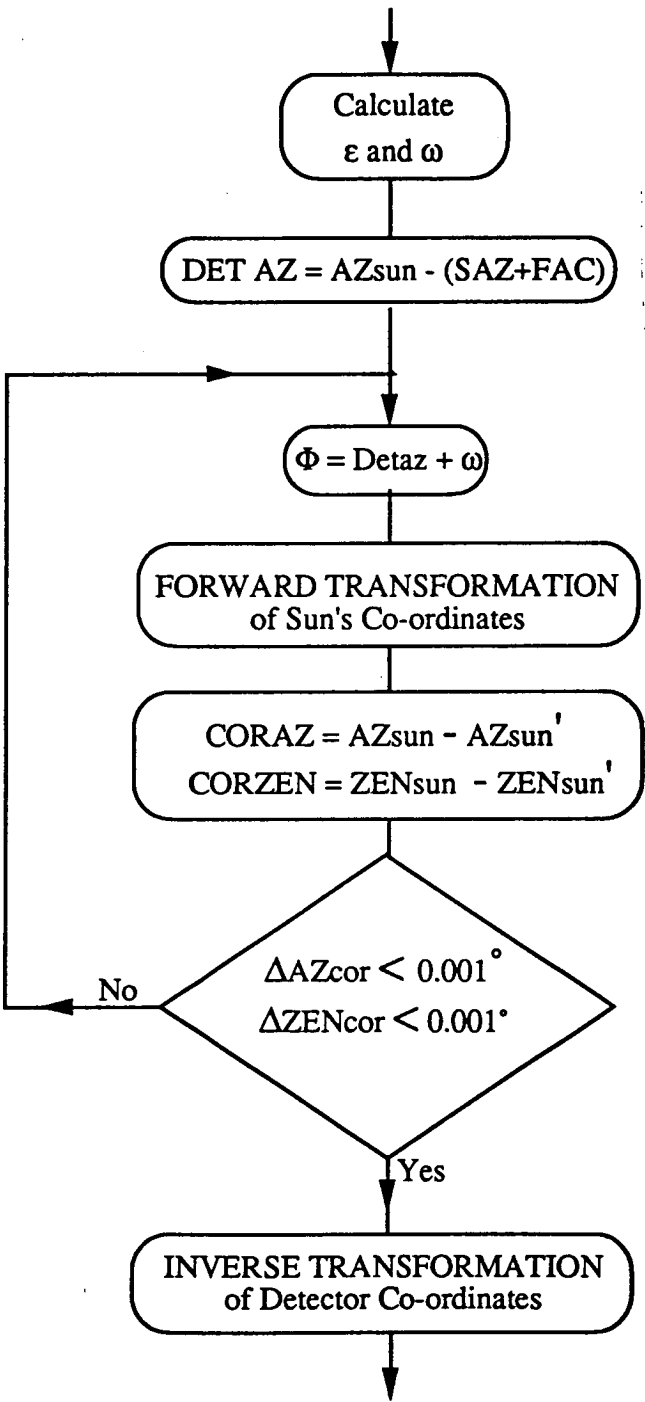 Calculate
ε and ω
DET AZ = AZsun - (SAZ+FAC)
Φ = Detaz + ω
FORWARD TRANSFORMATION
of Sun's Co-ordinates
CORAZ = AZsun - AZsun'
CORZEN = ZENsun - ZENsun'
ΔAZcor < 0.001°
ΔZENcor < 0.001°
No
Yes
INVERSE TRANSFORMATION
of Detector Co-ordinates